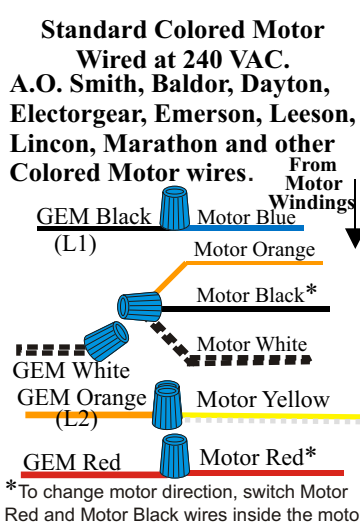 Standard Colored Motor
Wired at 240 VAC.
A.O. Smith, Baldor, Dayton,
Electorgear, Emerson, Leeson,
Lincon, Marathon and other
Colored Motor wires.
From
Motor
Windings
GEM Black
(L1)
Motor Blue
Motor Orange
Motor Black*
Motor White
GEM White
GEM Orange
(L2)
Motor Yellow
GEM Red
Motor Red*
*To change motor direction, switch Motor
Red and Motor Black wires inside the moto